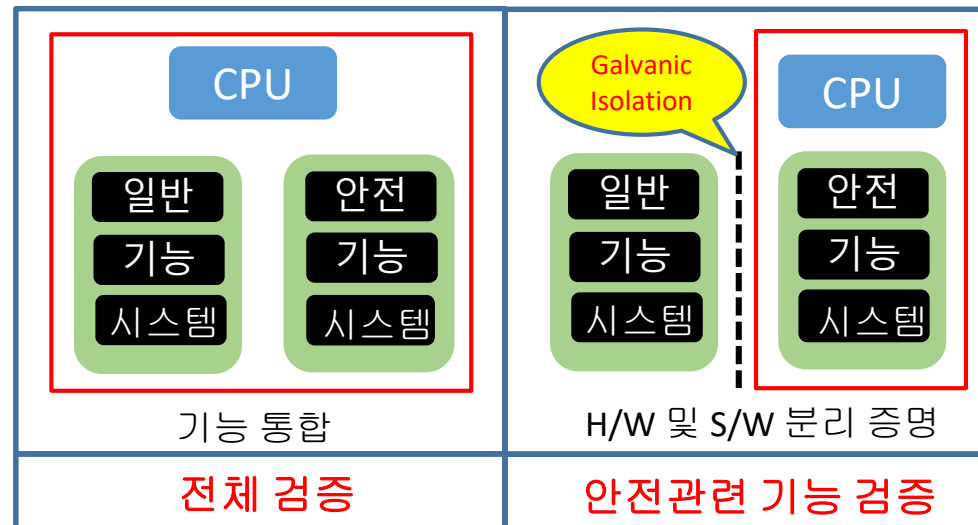 CPU
일반
기능
시스템
안전
기능
시스템
기능 통합
전체 검증
Galvanic
Isolation
CPU
일반
기능
시스템
안전
기능
시스템
H/W 및 S/W 분리 증명
안전관련 기능 검증